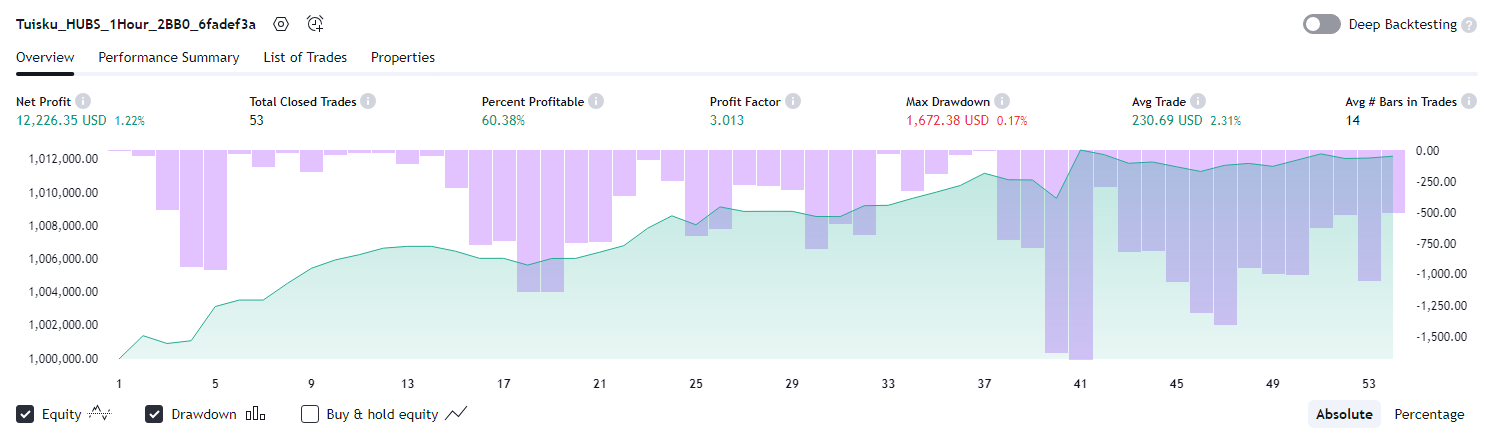 Tuisku_HUBS_1Hour_2BB0_6fadef3a
Deep Backtesting ?
Overview Performance Summary List of Trades Properties
Net Profit i Total Closed Trades i Percent Profitable i Profit Factor i Max Drawdown i Avg Trade i Avg # Bars in Trades i
12,226.35 USD 1.22% 53 60.38% 3.013 1,672.38 USD 0.17% 230.69 USD 2.31% 14
1,012,000.00 0.00
1,010,000.00 -250.00
1,008,000.00 -500.00
1,006,000.00 -750.00
1,004,000.00 -1,000.00
1,002,000.00 -1,250.00
1,000,000.00 -1,500.00
1 5 9 13 17 21 25 29 33 37 41 45 49 53
Equity Drawdown Buy & hold equity Absolute Percentage